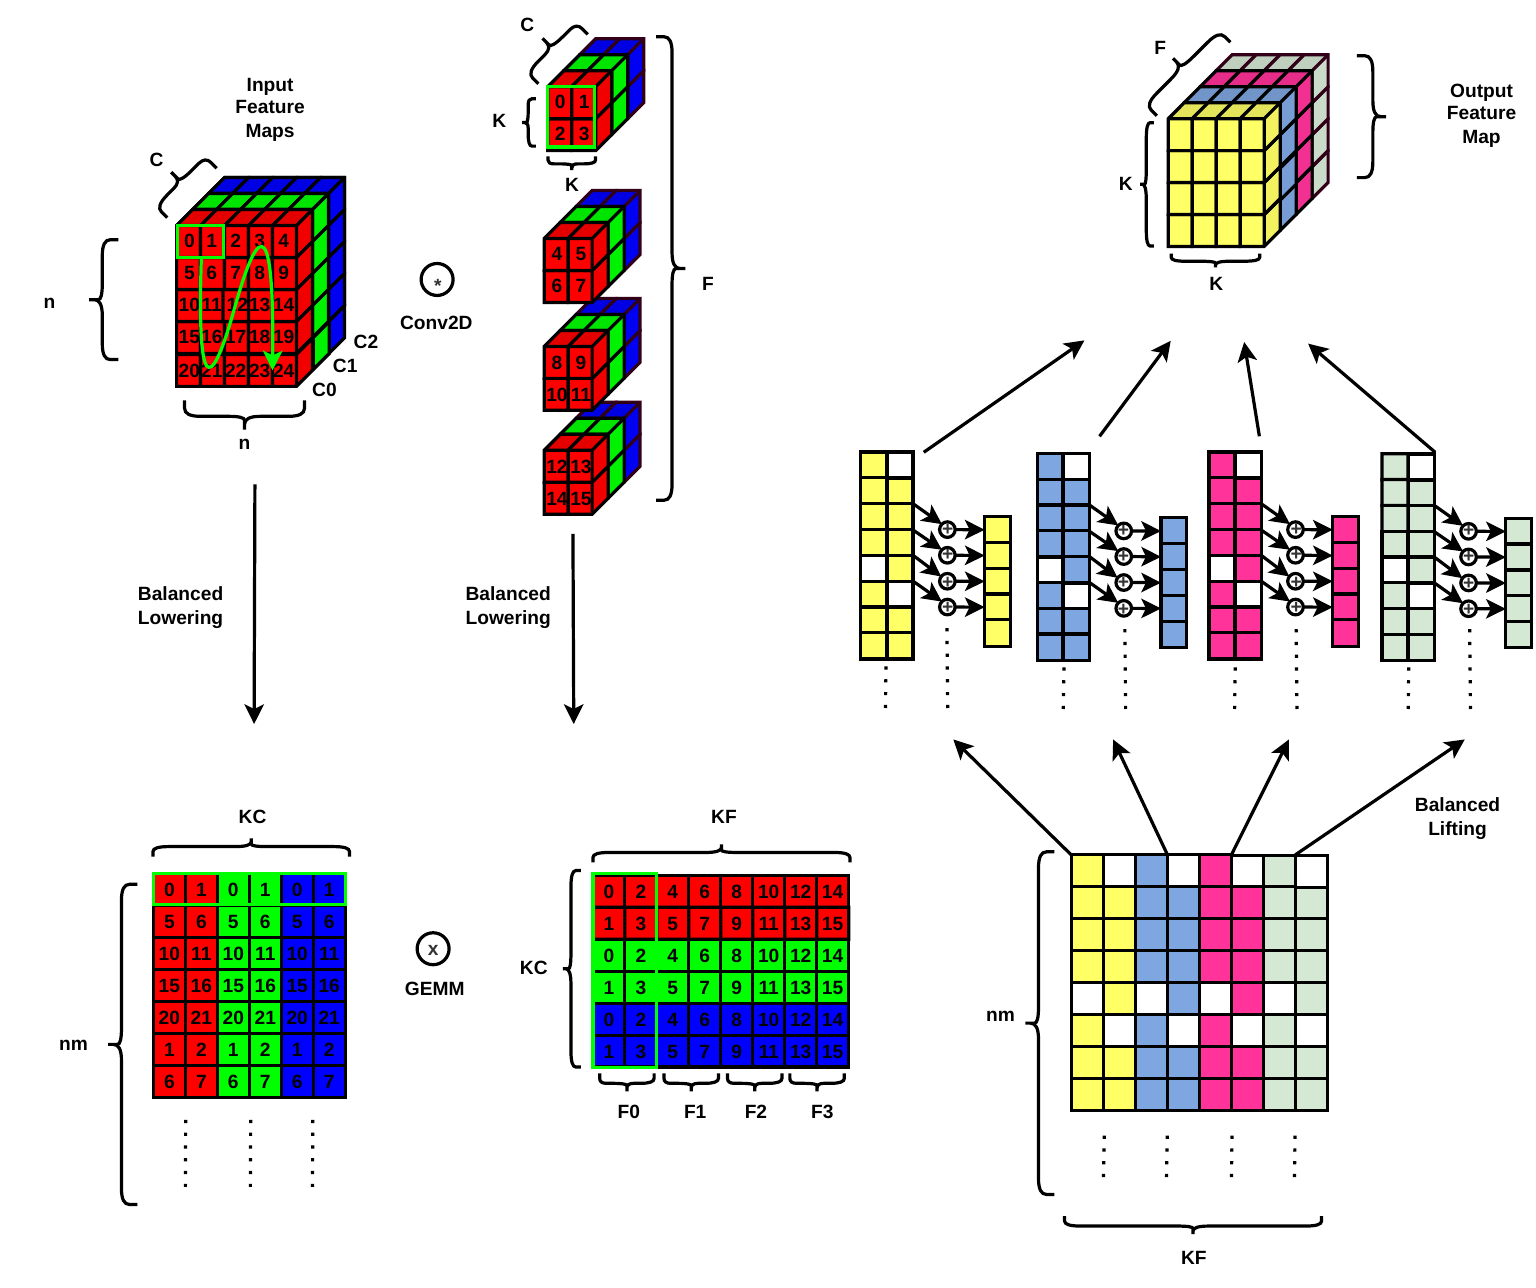 Input
Feature
Maps
C
0 1 2 3 4
5 6 7 8 9
10 11 12 13 14
15 16 17 18 19
20 21 22 23 24
C2
C1
C0
n
n
*
Conv2D
C
K
0 1
2 3
K
4 5
6 7
8 9
10 11
12 13
14 15
F
F
K
K
Output
Feature
Map
Balanced
Lowering
Balanced
Lowering
+ + + +
+ + + +
+ + + +
+ + + +
KC
0 1 0 1 0 1
5 6 5 6 5 6
10 11 10 11 10 11
15 16 15 16 15 16
20 21 20 21 20 21
1 2 1 2 1 2
6 7 6 7 6 7
nm
x
GEMM
KF
KC
0 2 4 6 8 10 12 14
1 3 5 7 9 11 13 15
0 2 4 6 8 10 12 14
1 3 5 7 9 11 13 15
0 2 4 6 8 10 12 14
1 3 5 7 9 11 13 15
F0 F1 F2 F3
Balanced
Lifting
nm
KF